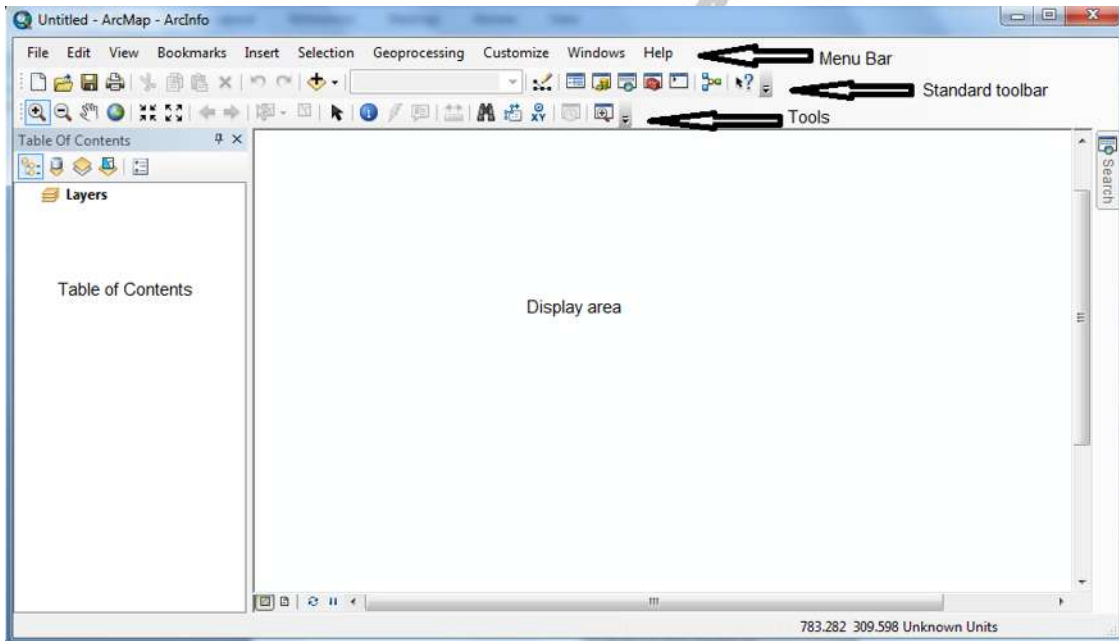 Untitled - ArcMap - ArcInfo
File Edit View Bookmarks Insert Selection Geoprocessing Customize Windows Help
Menu Bar
Standard toolbar
Tools
Table Of Contents
Search
Layers
Table of Contents
Display area
783.282 309.598 Unknown Units